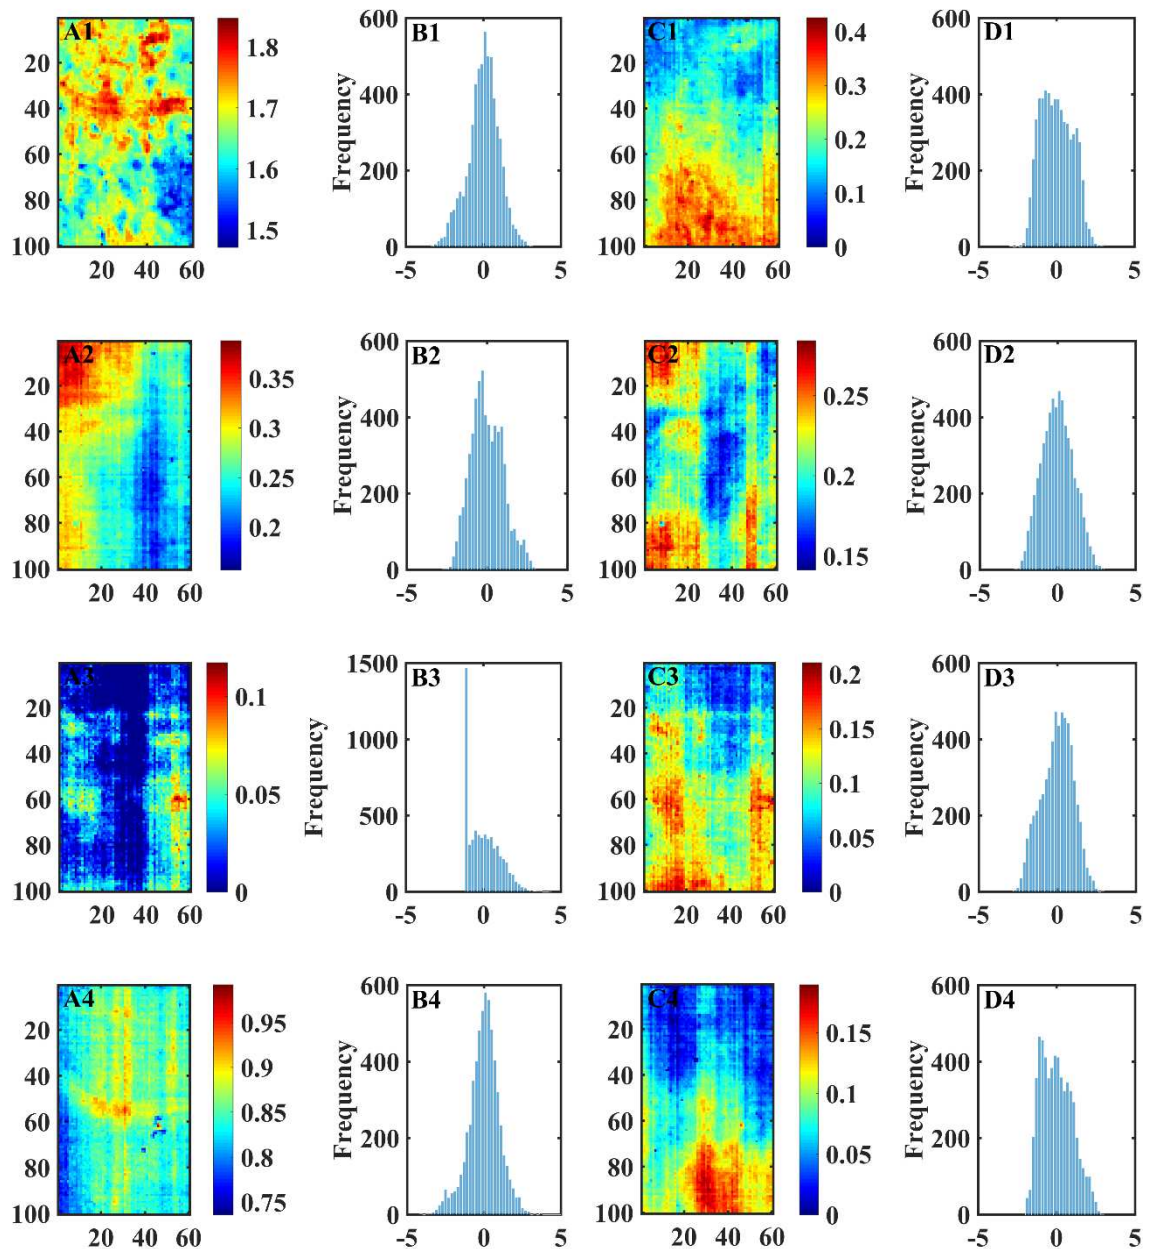 A1 B1 C1 D1
20 40 60 80 100
20 40 60
1.8 1.7 1.6 1.5
600 400 200 0
-5 0 5
Frequency
20 40 60 80 100
20 40 60
0.4 0.3 0.2 0.1 0
Frequency
600 400 200 0
-5 0 5
A2 B2 C2 D2
20 40 60 80 100
20 40 60
0.35 0.3 0.25 0.2
600 400 200 0
-5 0 5
Frequency
20 40 60 80 100
20 40 60
0.25 0.2 0.15
Frequency
600 400 200 0
-5 0 5
A3 B3 C3 D3
20 40 60 80 100
20 40 60
0.1 0.05 0
Frequency
1500 1000 500 0
-5 0 5
20 40 60 80 100
20 40 60
0.2 0.15 0.1 0.05 0
Frequency
600 400 200 0
-5 0 5
A4 B4 C4 D4
20 40 60 80 100
20 40 60
0.95 0.9 0.85 0.8 0.75
Frequency
600 400 200 0
-5 0 5
20 40 60 80 100
20 40 60
0.15 0.1 0.05 0
Frequency
600 400 200 0
-5 0 5